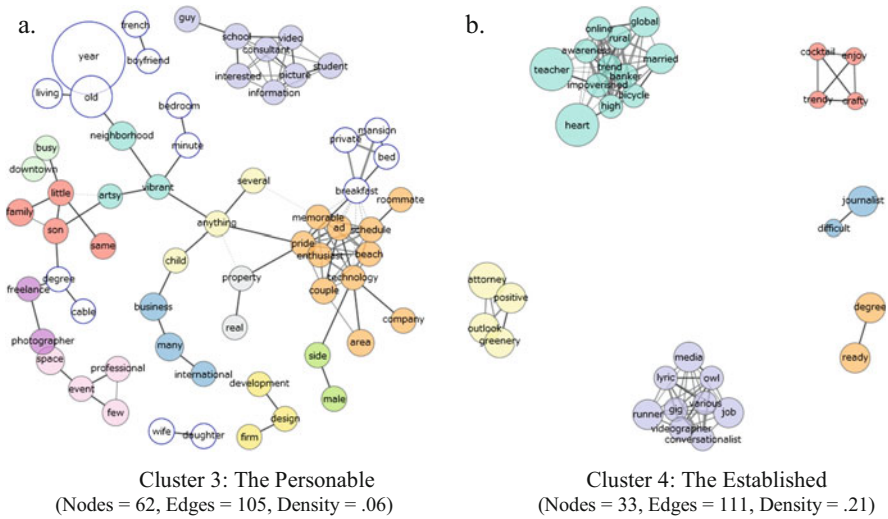 a.
french
guy
year
boyfriend
school
video
consultant
student
interested
picture
information
living
old
bedroom
neighborhood
minute
mansion
private
bed
busy
downtown
little
artsy
vibrant
several
breakfast
roommate
family
son
same
anything
memorable
ad
schedule
pride
enthusiast
beach
child
property
technology
couple
degree
freelance
cable
business
real
company
photographer
many
area
space
professional
international
side
event
few
development
male
design
wife
daughter
firm
Cluster 3: The Personable
(Nodes = 62, Edges = 105, Density = .06)
b.
online
global
rural
awareness
married
trend
teacher
banker
impoverished
bicycle
high
heart
cocktail
enjoy
trendy
crafty
journalist
difficult
attorney
positive
outlook
greenery
degree
ready
media
lyric
owl
various
runner
gig
job
videographer
conversationalist
Cluster 4: The Established
(Nodes = 33, Edges = 111, Density = .21)